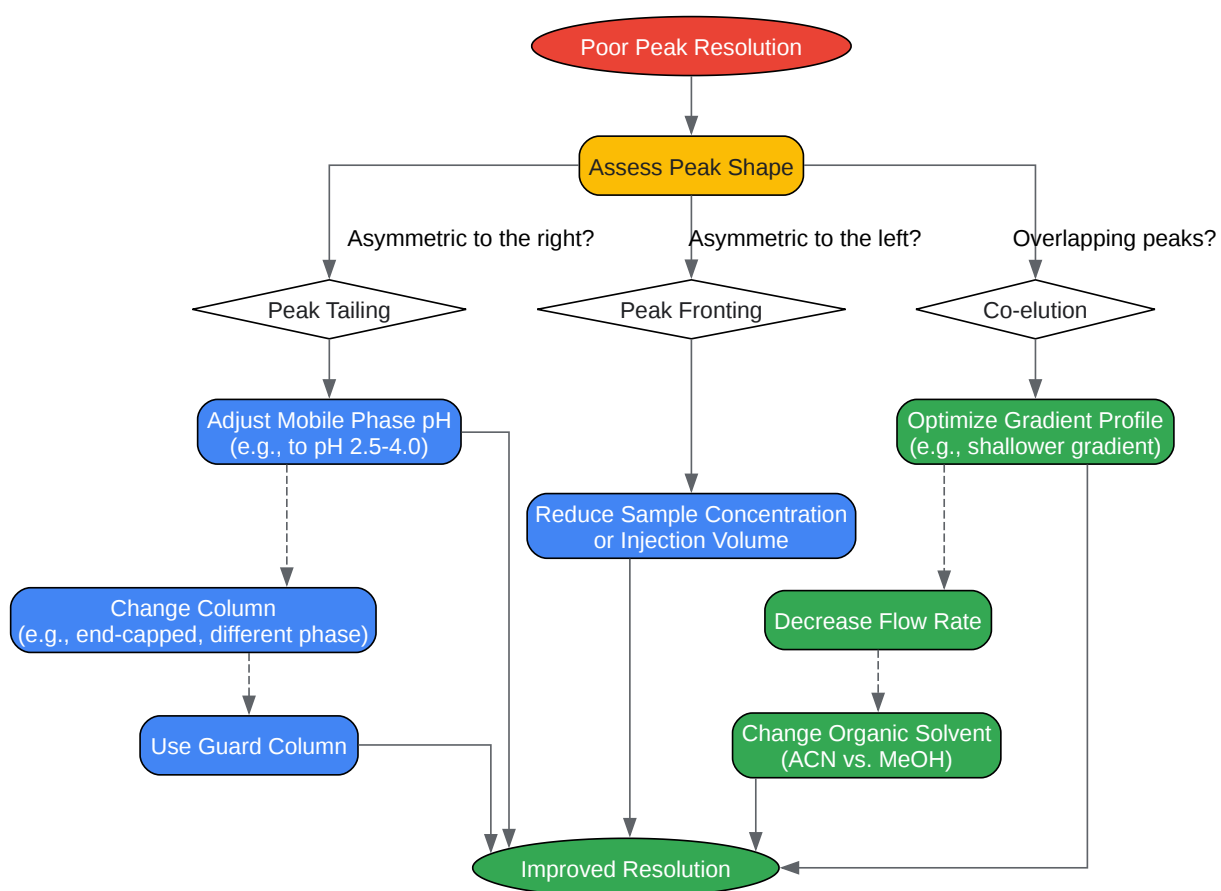 Poor Peak Resolution
Assess Peak Shape
Asymmetric to the right?
Asymmetric to the left?
Overlapping peaks?
Peak Tailing
Peak Fronting
Co-elution
Adjust Mobile Phase pH
(e.g., to pH 2.5-4.0)
Optimize Gradient Profile
(e.g., shallower gradient)
Reduce Sample Concentration
or Injection Volume
Change Column
(e.g., end-capped, different phase)
Decrease Flow Rate
Use Guard Column
Change Organic Solvent
(ACN vs. MeOH)
Improved Resolution